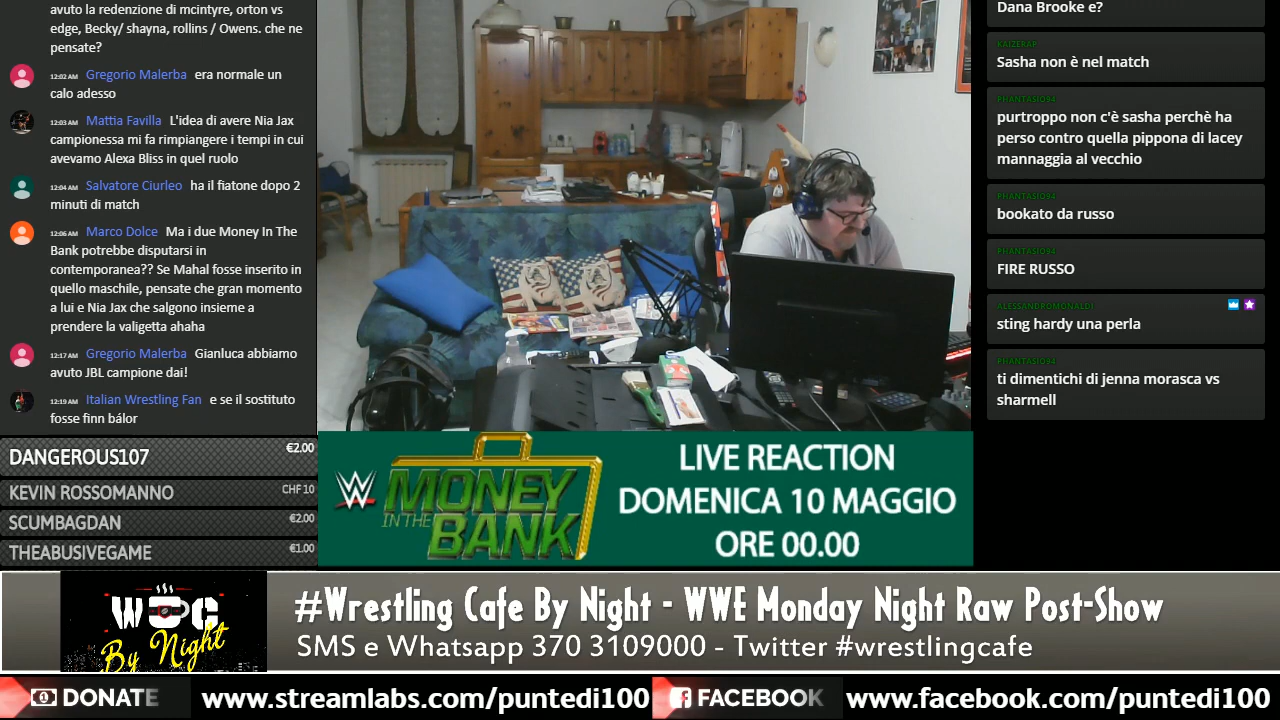 avuto la redenzione di mcintyre, orton vs
edge, Becky/ shayna, rollins / Owens. che ne
pensate?
12:02 AM Gregorio Malerba era normale un
calo adesso
12:03 AM Mattia Favilla L'idea di avere Nia Jax
campionessa mi fa rimpiangere i tempi in cui
avevamo Alexa Bliss in quel ruolo
12:04 AM Salvatore Ciurleo ha il fiatone dopo 2
minuti di match
12:06 AM Marco Dolce Ma i due Money In The
Bank potrebbe disputarsi in
contemporanea?? Se Mahal fosse inserito in
quello maschile, pensate che gran momento
a lui e Nia Jax che salgono insieme a
prendere la valigetta ahaha
12:17 AM Gregorio Malerba Gianluca abbiamo
avuto JBL campione dai!
12:19 AM Italian Wrestling Fan e se il sostituto
fosse finn bálor
DANGEROUS107 €2.00
KEVIN ROSSOMANNO CHF 10
SCUMBAGDAN €2.00
THEABUSIVEGAME €1.00
Dana Brooke e?
KAIZERAP
Sasha non è nel match
PHANTASIO94
purtroppo non c'è sasha perchè ha
perso contro quella pippona di lacey
mannaggia al vecchio
PHANTASIO94
bookato da russo
PHANTASIO94
FIRE RUSSO
ALESSANDROMONALDI
sting hardy una perla
PHANTASIO94
ti dimentichi di jenna morasca vs
sharmell
W
MONEY
IN THE
BANK
LIVE REACTION
DOMENICA 10 MAGGIO
ORE 00.00
WC
By Night
#Wrestling Cafe By Night - WWE Monday Night Raw Post-Show
SMS e Whatsapp 370 3109000 - Twitter #wrestlingcafe
DONATE www.streamlabs.com/puntedi100 FACEBOOK www.facebook.com/puntedi100